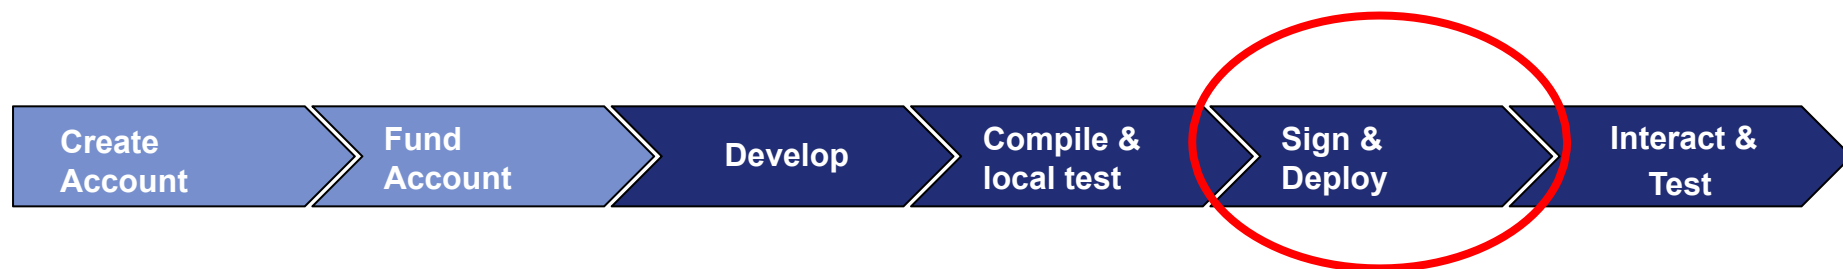 Create
Account
Fund
Account
Develop
Compile &
local test
Sign &
Deploy
Interact &
Test